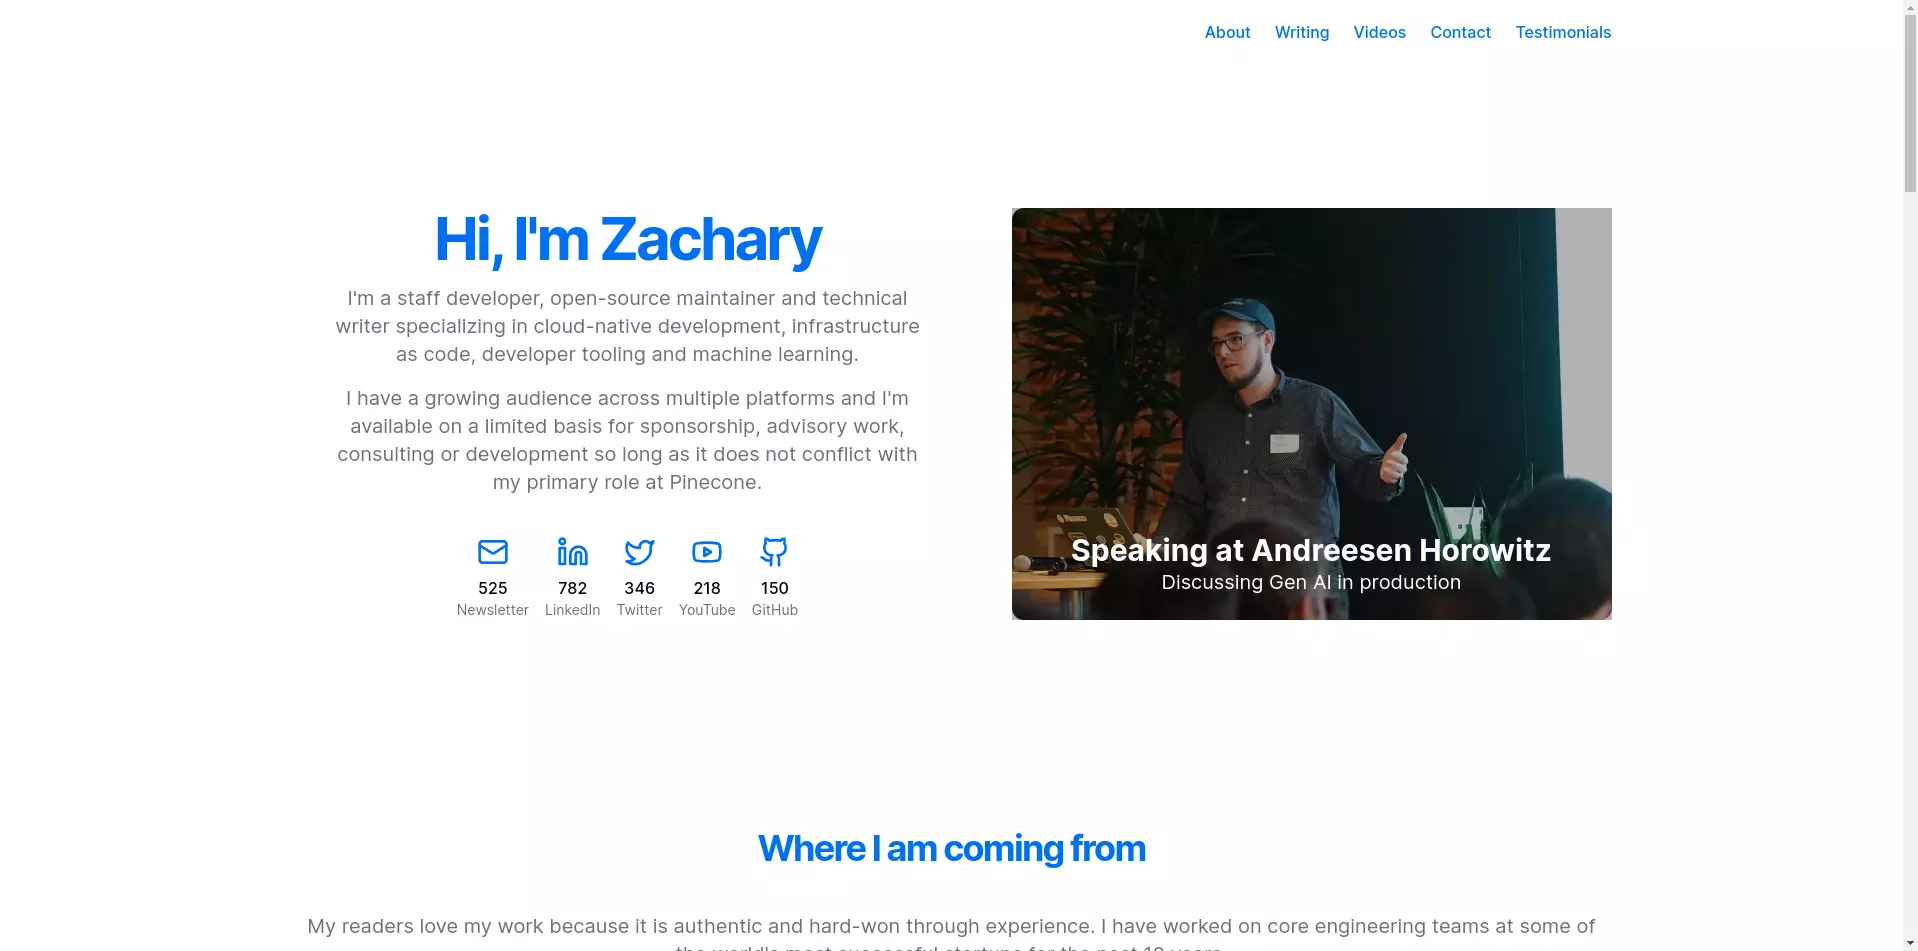 About Writing Videos Contact Testimonials
Hi, I'm Zachary
I'm a staff developer, open-source maintainer and technical
writer specializing in cloud-native development, infrastructure
as code, developer tooling and machine learning.
I have a growing audience across multiple platforms and I'm
available on a limited basis for sponsorship, advisory work,
consulting or development so long as it does not conflict with
my primary role at Pinecone.
525 782 346 218 150
Newsletter LinkedIn Twitter YouTube GitHub
Speaking at Andreesen Horowitz
Discussing Gen AI in production
Where I am coming from
My readers love my work because it is authentic and hard-won through experience. I have worked on core engineering teams at some of